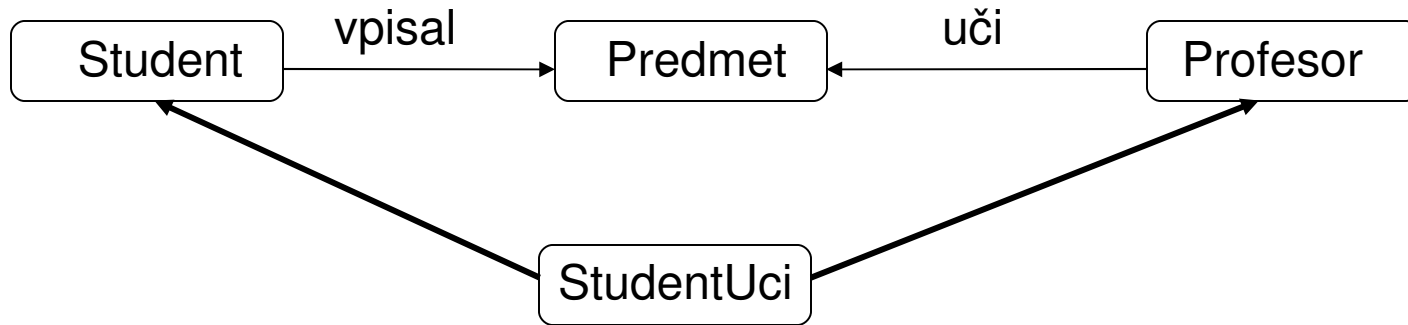 vpisal
uči
Student
Predmet
Profesor
StudentUci